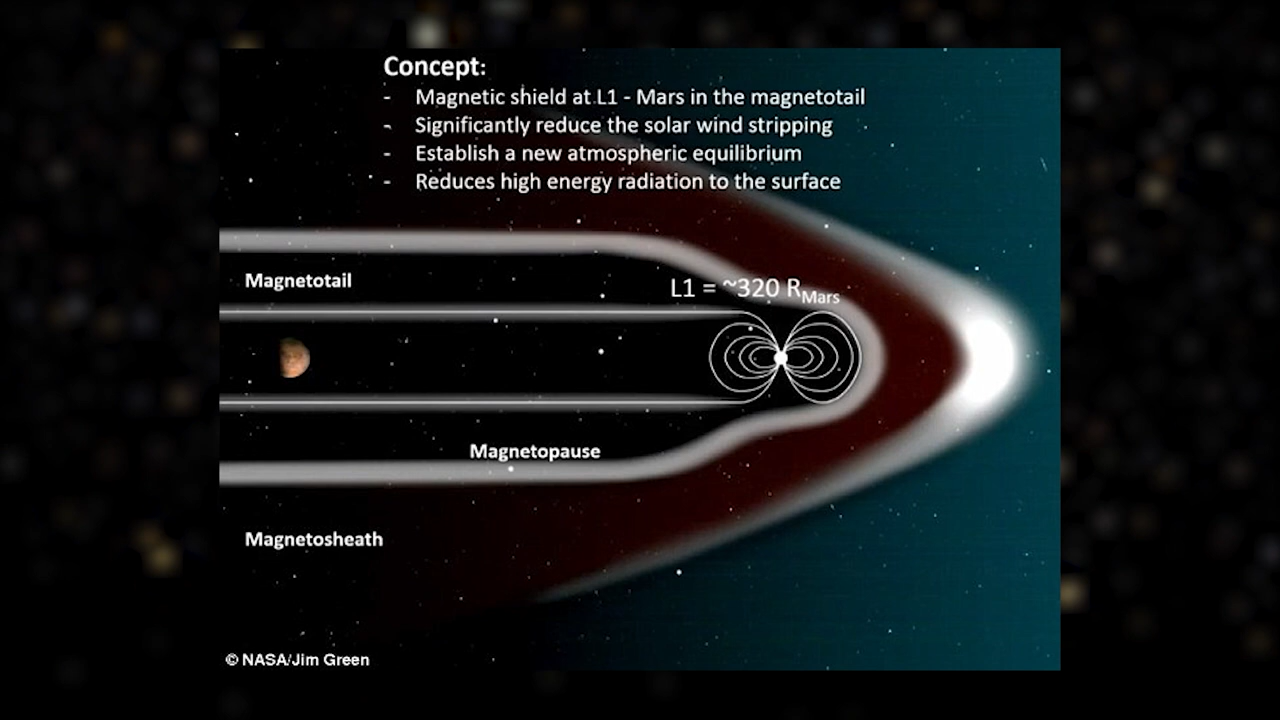 Concept:
- Magnetic shield at L1 - Mars in the magnetotail
- Significantly reduce the solar wind stripping
- Establish a new atmospheric equilibrium
- Reduces high energy radiation to the surface
Magnetotail
L1 = ~320 RMars
Magnetopause
Magnetosheath
© NASA/Jim Green